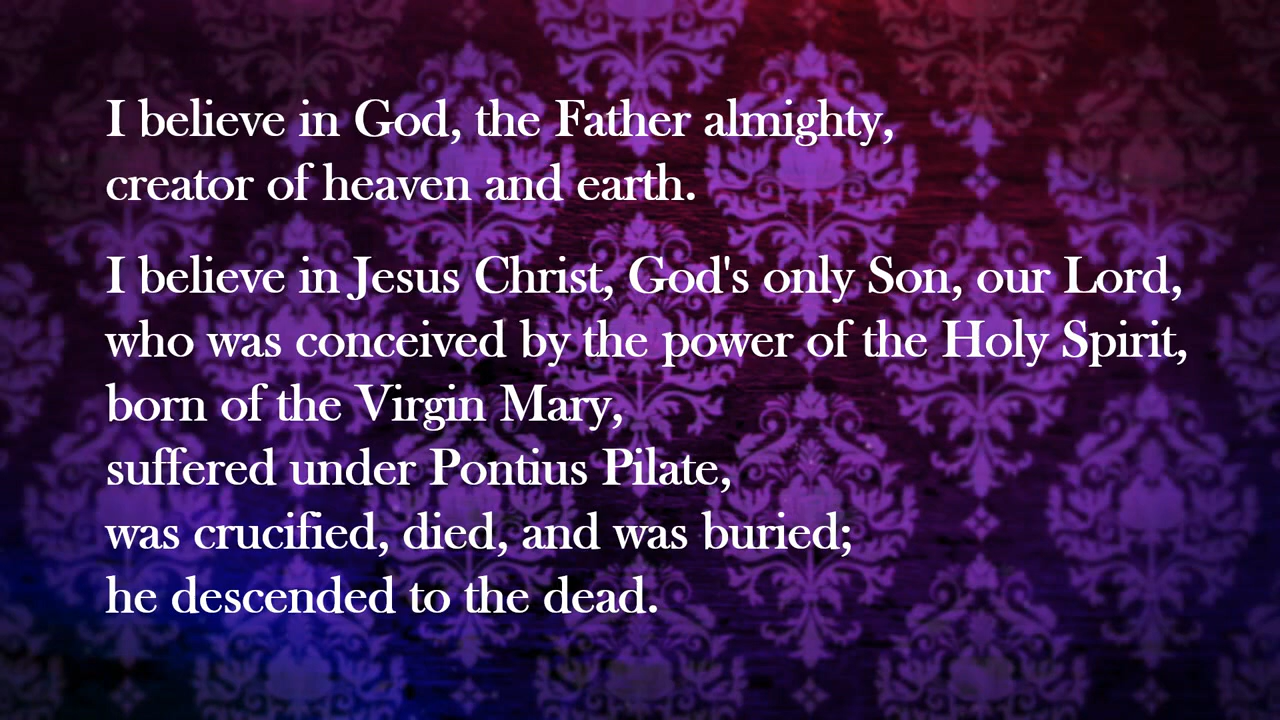 I believe in God, the Father almighty,
creator of heaven and earth.
I believe in Jesus Christ, God's only Son, our Lord,
who was conceived by the power of the Holy Spirit,
born of the Virgin Mary,
suffered under Pontius Pilate,
was crucified, died, and was buried;
he descended to the dead.